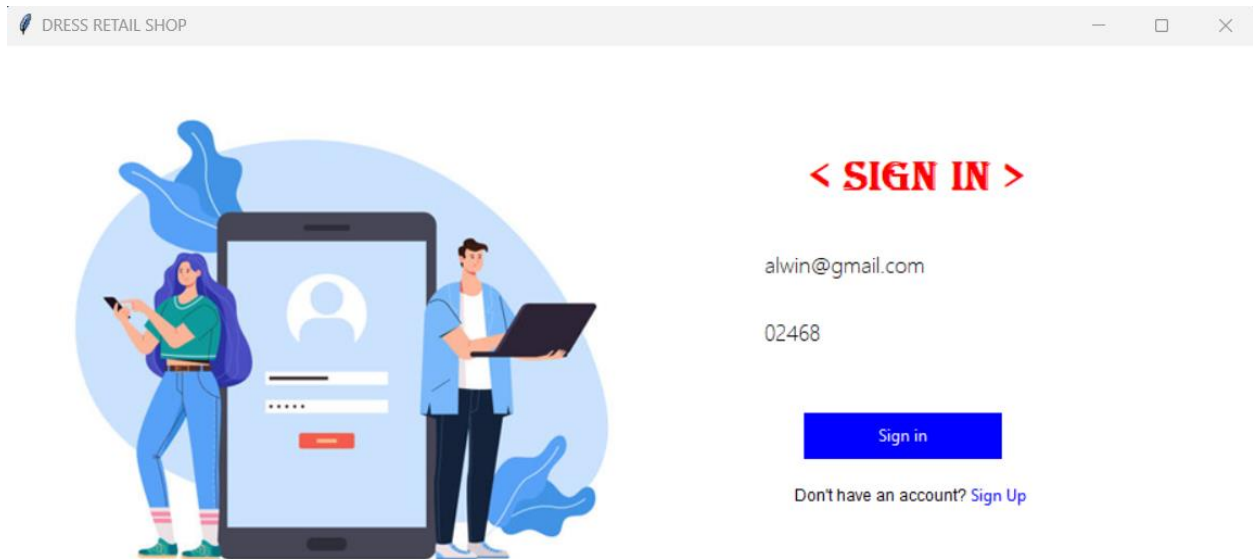 DRESS RETAIL SHOP
< SIGN IN >
alwin@gmail.com
02468
Sign in
Don't have an account? Sign Up